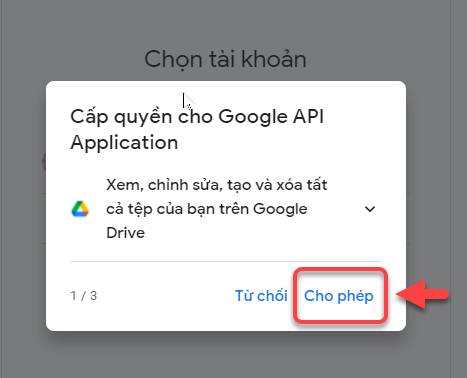 Chọn tài khoản
Cấp quyền cho Google API
Application
Xem, chỉnh sửa, tạo và xóa tất
cả tệp của bạn trên Google
Drive
1 / 3 Từ chối Cho phép